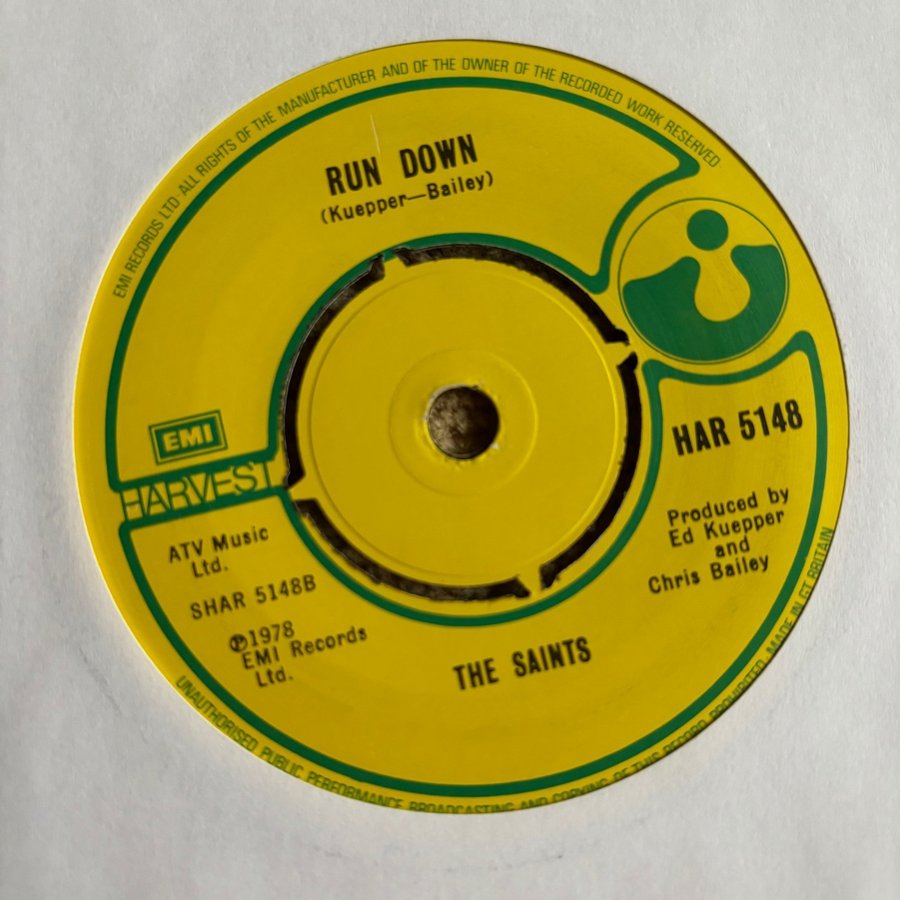 EMI RECORDS LTD·ALL RIGHTS OF THE MANUFACTURER AND OF THE OWNER OF THE RECORDED WORK RESERVED
RUN DOWN
(Kuepper—Bailey)
EMI
HARVEST
HAR 5148
ATV Music
Ltd.
SHAR 5148B
℗1978
EMI Records
Ltd.
Produced by
Ed Kuepper
and
Chris Bailey
THE SAINTS
UNAUTHORISED PUBLIC PERFORMANCE BROADCASTING AND COPYING OF THIS RECORD PROHIBITED. MADE IN GT BRITAIN